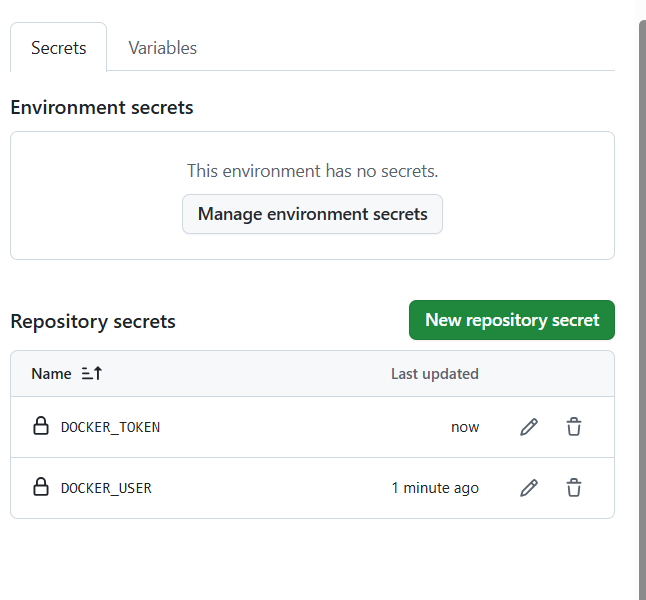 Secrets Variables
Environment secrets
This environment has no secrets.
Manage environment secrets
Repository secrets New repository secret
Name Last updated
DOCKER_TOKEN now
DOCKER_USER 1 minute ago